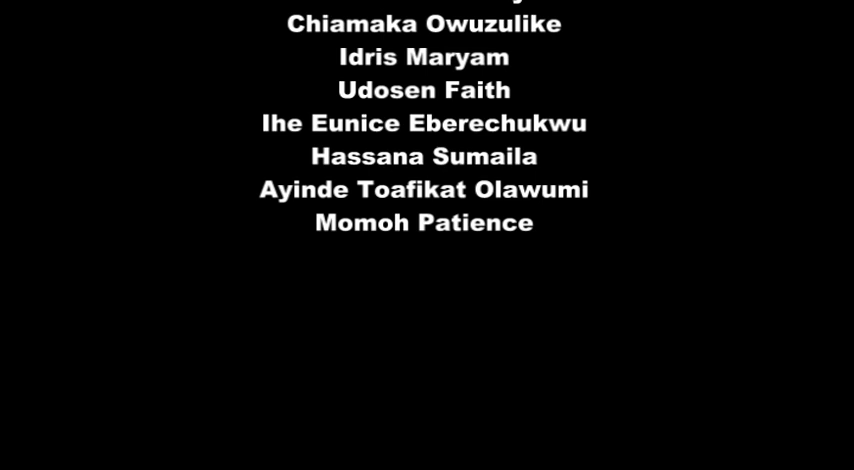 Chiamaka Owuzulike
Idris Maryam
Udosen Faith
Ihe Eunice Eberechukwu
Hassana Sumaila
Ayinde Toafikat Olawumi
Momoh Patience